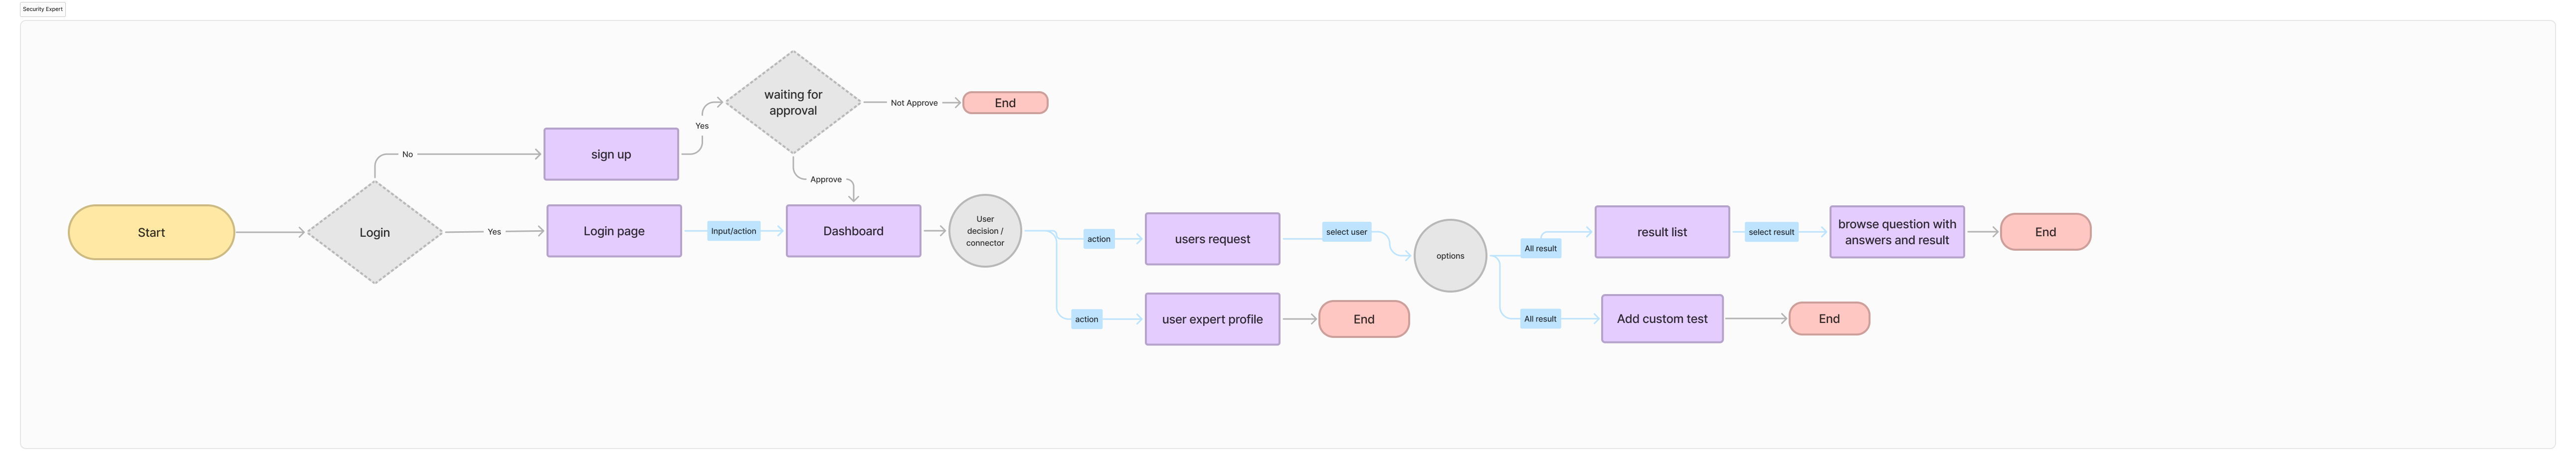 Security Expert
waiting for
approval
Not Approve
End
Yes
No
sign up
Approve
Start
Login
Yes
Login page
Input/action
Dashboard
User
decision /
connector
action
users request
select user
options
All result
result list
select result
browse question with
answers and result
End
action
user expert profile
End
All result
Add custom test
End